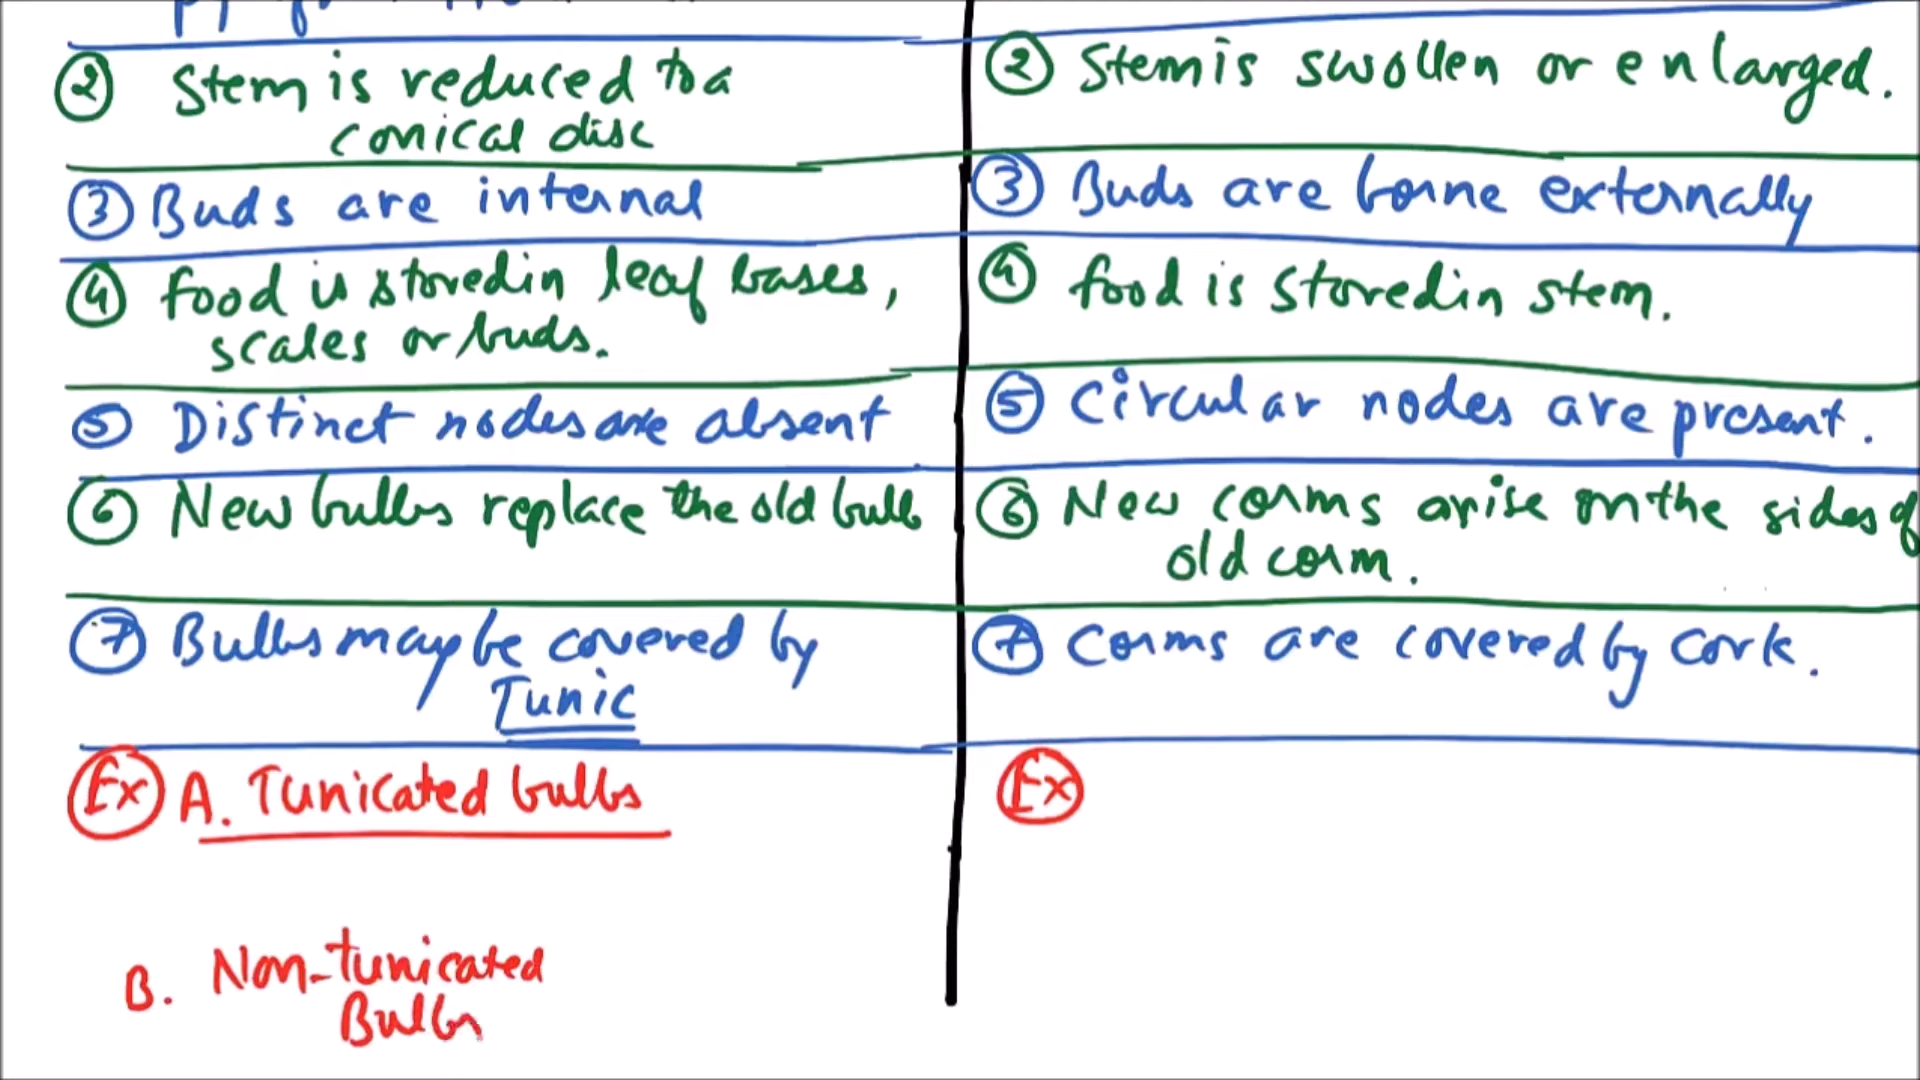 ② Stem is reduced to a
conical disc
③ Buds are internal
④ Food is stored in leaf bases,
scales or buds.
⑤ Distinct nodes are absent
⑥ New bulbs replace the old bulb
⑦ Bulbs may be covered by
Tunic
Ex A. Tunicated bulbs
B. Non-tunicated
Bulbs
② Stem is swollen or enlarged.
③ Buds are borne externally
④ food is stored in stem.
⑤ Circular nodes are present.
⑥ New corms arise on the sides of
old corm.
⑦ Corms are covered by cork.
Ex